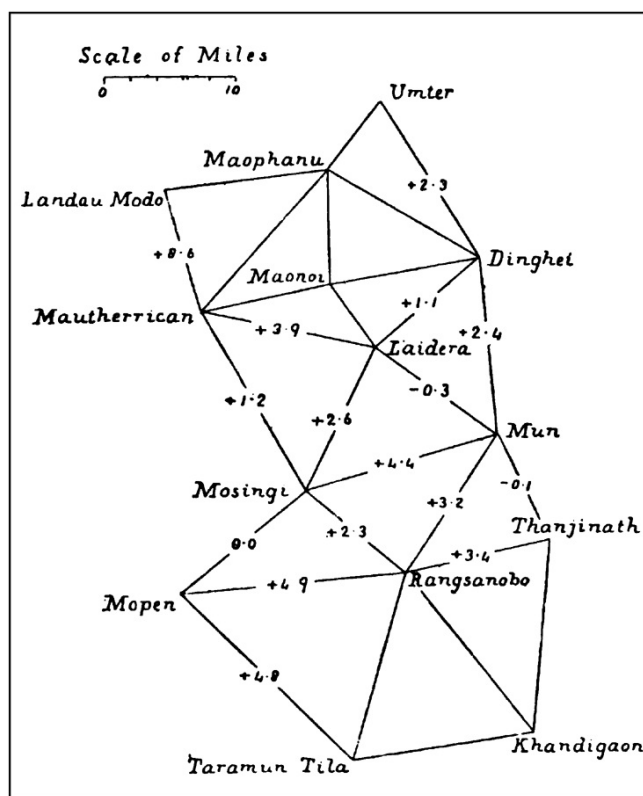 Scale of Miles
0 10
Umter
Maophanu
+2·3
Landau Modo
Dinghei
+8·6
Maonoi
+1·1
Mautherrican
+2·4
+3·9
Laidera
-0·3
+1·2
+2·6
Mun
+4·4
-0·1
Mosingi
+3·2
Thanjinath
0·0
+2·3
+3·4
Rangsanobo
+4·9
Mopen
+4·8
Khandigaon
Taramun Tila